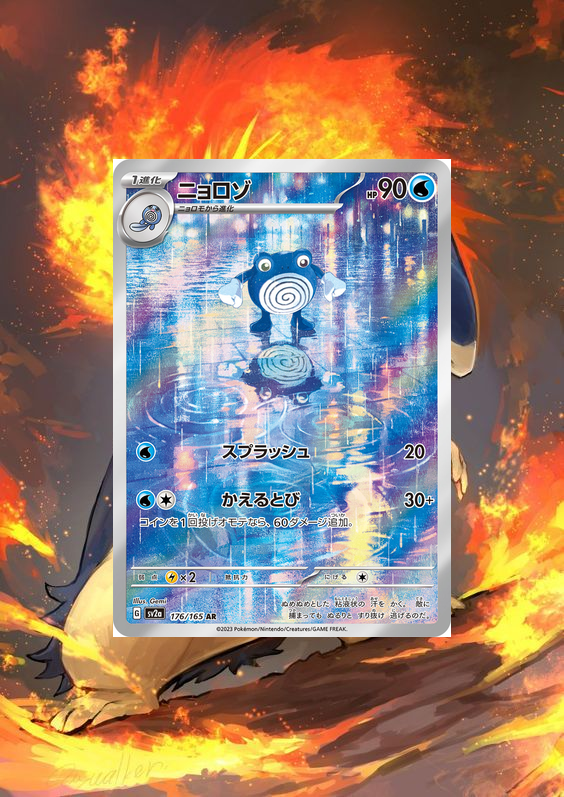 1進化
ニョロゾ
HP 90
ニョロモから進化
スプラッシュ 20
かえるとび 30+
コインを1回投げオモテなら、60ダメージ追加。
弱点 ×2 抵抗力 にげる
Illus. Gemi
G sv2a 176/165 AR
ぬめぬめとした 粘液状の 汗を かく。 敵に
捕まっても ぬるりと すり抜け 逃げるのだ。
©2023 Pokémon/Nintendo/Creatures/GAME FREAK.